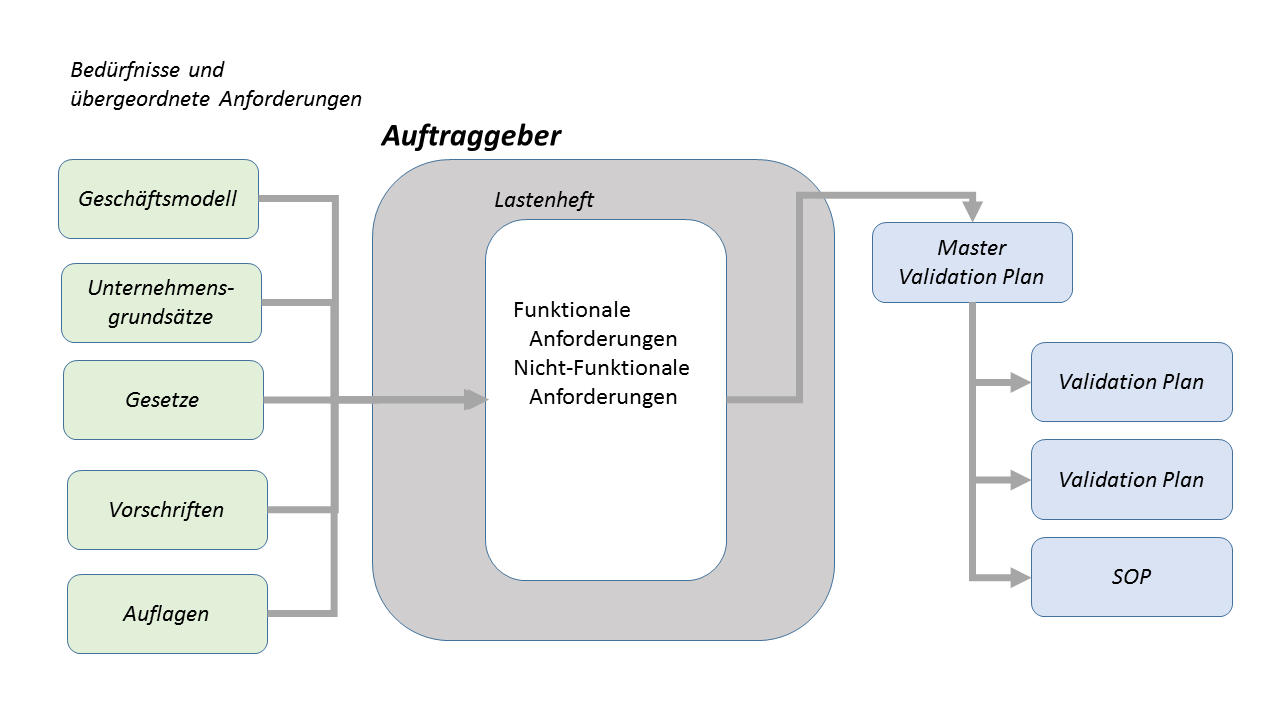 Bedürfnisse und
übergeordnete Anforderungen
Auftraggeber
Geschäftsmodell
Unternehmens-
grundsätze
Gesetze
Vorschriften
Auflagen
Lastenheft
Funktionale
Anforderungen
Nicht-Funktionale
Anforderungen
Master
Validation Plan
Validation Plan
Validation Plan
SOP